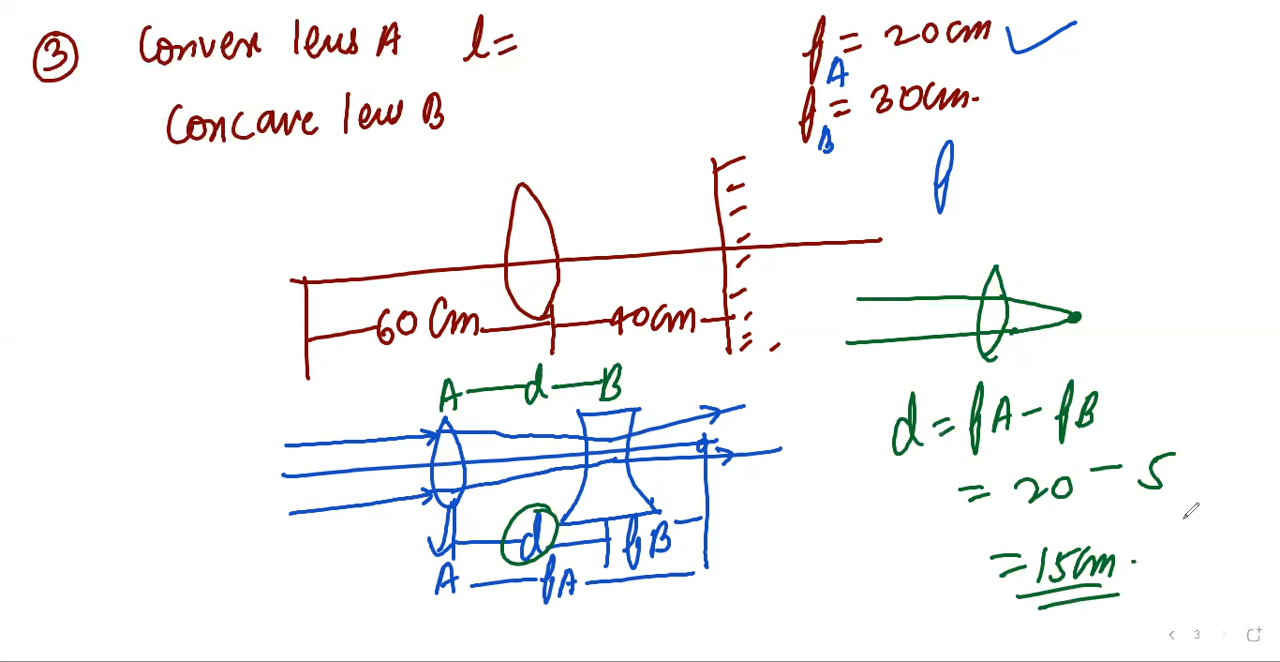 ③ Convex lens A l=
Concave lens B
fA = 20cm ✓
fB = 30cm.
f
60 Cm 40cm
A d B
d fB
A fA
d = fA - fB
= 20 - 5
= 15cm.
3